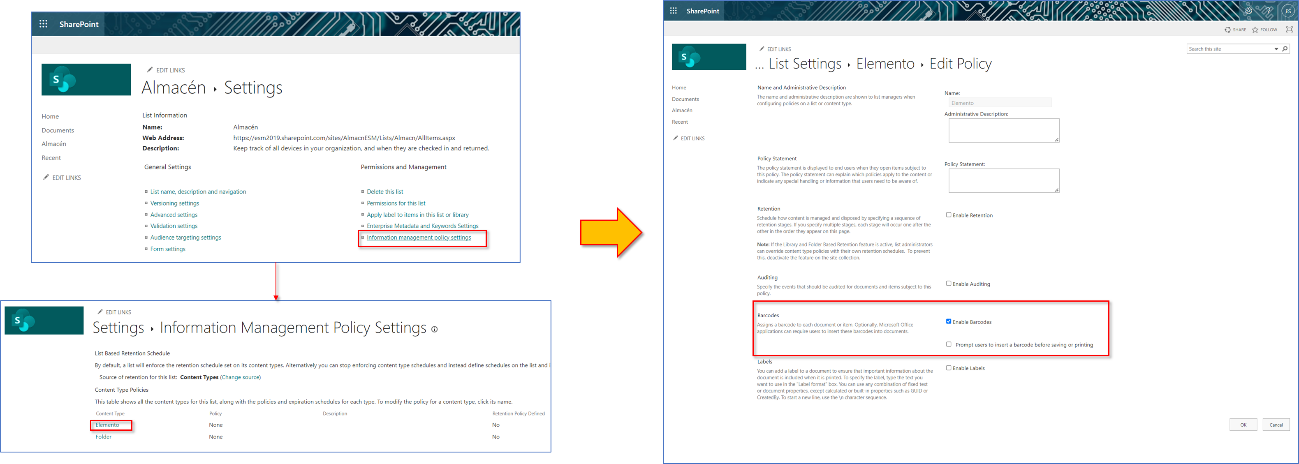 SharePoint
EDIT LINKS
Almacén › Settings
Home
Documents
Almacén
Recent
EDIT LINKS
List Information
Name: Almacén
Web Address: https://esm2019.sharepoint.com/sites/AlmacnESM/Lists/Almacn/AllItems.aspx
Description: Keep track of all devices in your organization, and when they are checked in and returned.
General Settings
List name, description and navigation
Versioning settings
Advanced settings
Validation settings
Audience targeting settings
Form settings
Permissions and Management
Delete this list
Permissions for this list
Apply label to items in this list or library
Enterprise Metadata and Keywords Settings
Information management policy settings
EDIT LINKS
Settings › Information Management Policy Settings
List Based Retention Schedule
By default, a list will enforce the retention schedule set on its content types. Alternatively you can stop enforcing content type schedules and instead define schedules on the list and
Source of retention for this list: Content Types (Change source)
Content Type Policies
This table shows all the content types for this list, along with the policies and expiration schedules for each type. To modify the policy for a content type, click its name.
Content Type Policy Description Retention Policy Defined
Elemento None No
Folder None No
SharePoint
ES
SHARE FOLLOW
EDIT LINKS
Search this site
... List Settings › Elemento › Edit Policy
Home
Documents
Almacén
Recent
EDIT LINKS
Name and Administrative Description
The name and administrative description are shown to list managers when
configuring policies on a list or content type.
Name:
Elemento
Administrative Description:
Policy Statement
The policy statement is displayed to end users when they open items subject to
this policy. The policy statement can explain which policies apply to the content or
indicate any special handling or information that users need to be aware of.
Policy Statement:
Retention
Schedule how content is managed and disposed by specifying a sequence of
retention stages. If you specify multiple stages, each stage will occur one after the
other in the order they appear on this page.
Note: If the Library and Folder Based Retention feature is active, list administrators
can override content type policies with their own retention schedules. To prevent
this, deactivate the feature on the site collection.
Enable Retention
Auditing
Specify the events that should be audited for documents and items subject to this
policy.
Enable Auditing
Barcodes
Assigns a barcode to each document or item. Optionally, Microsoft Office
applications can require users to insert these barcodes into documents.
Enable Barcodes
Prompt users to insert a barcode before saving or printing
Labels
You can add a label to a document to ensure that important information about the
document is included when it is printed. To specify the label, type the text you
want to use in the "Label format" box. You can use any combination of fixed text
or document properties, except calculated or built-in properties such as GUID or
CreatedBy. To start a new line, use the \n character sequence.
Enable Labels
OK Cancel